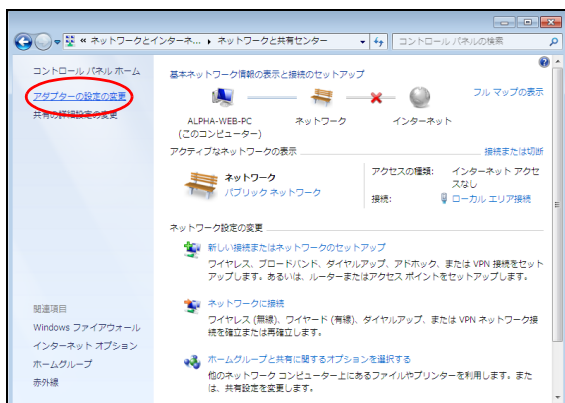 « ネットワークとインターネ... ▸ ネットワークと共有センター
コントロール パネルの検索
コントロール パネル ホーム
アダプターの設定の変更
共有の詳細設定の変更
基本ネットワーク情報の表示と接続のセットアップ
フル マップの表示
ALPHA-WEB-PC
(このコンピューター)
ネットワーク
インターネット
アクティブなネットワークの表示
接続または切断
ネットワーク
パブリック ネットワーク
アクセスの種類: インターネット アクセ
スなし
接続: ローカル エリア接続
ネットワーク設定の変更
新しい接続またはネットワークのセットアップ
ワイヤレス、ブロードバンド、ダイヤルアップ、アドホック、または VPN 接続をセット
アップします。あるいは、ルーターまたはアクセス ポイントをセットアップします。
ネットワークに接続
ワイヤレス (無線)、ワイヤード (有線)、ダイヤルアップ、または VPN ネットワーク接
続を確立または再確立します。
ホームグループと共有に関するオプションを選択する
他のネットワーク コンピューター上にあるファイルやプリンターを利用します。また
は、共有設定を変更します。
関連項目
Windows ファイアウォール
インターネット オプション
ホームグループ
赤外線